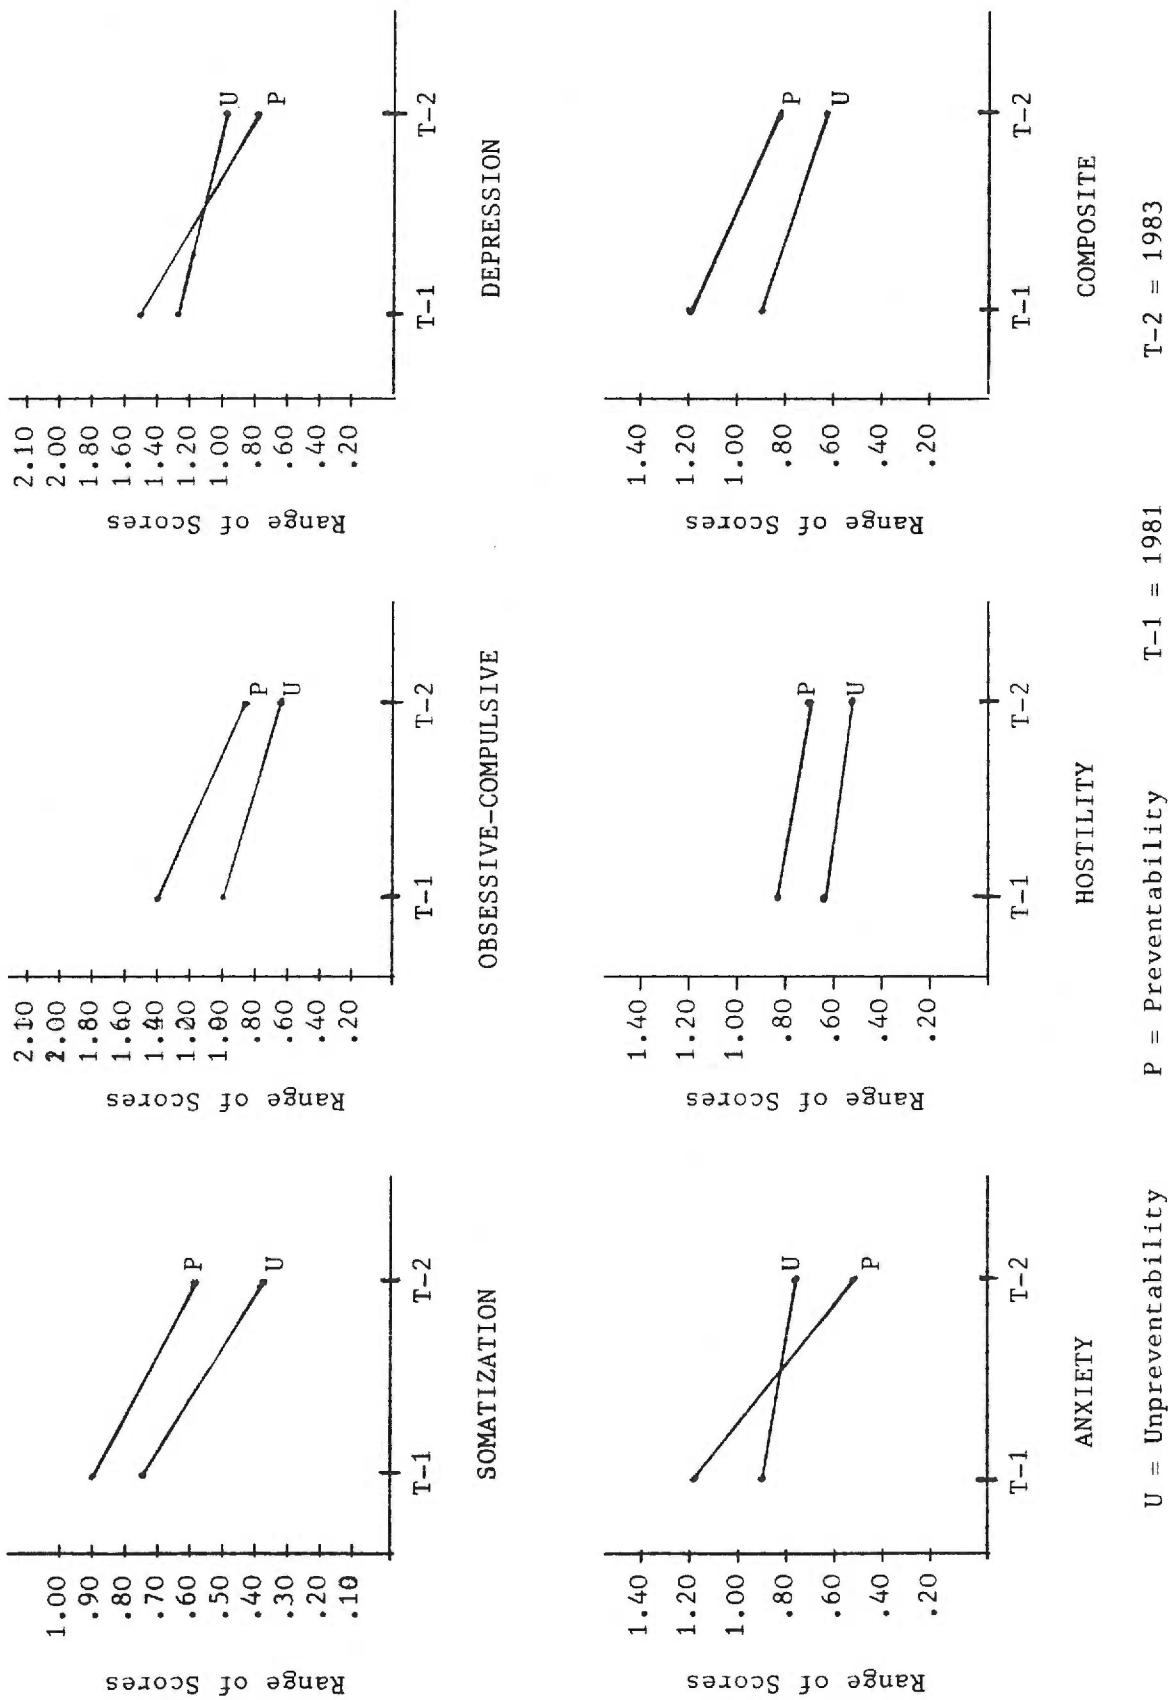 Range of Scores
1.00
.90
.80
.70
.50
.40
.30
.20
.10
P
U
T-1 T-2
SOMATIZATION
Range of Scores
2.10
2.00
1.80
1.60
1.40
1.20
1.00
.80
.60
.40
.20
P
U
T-1 T-2
OBSESSIVE-COMPULSIVE
Range of Scores
2.10
2.00
1.80
1.60
1.40
1.20
1.00
.80
.60
.40
.20
U
P
T-1 T-2
DEPRESSION
Range of Scores
1.40
1.20
1.00
.80
.60
.40
.20
U
P
T-1 T-2
ANXIETY
Range of Scores
1.40
1.20
1.00
.80
.60
.40
.20
P
U
T-1 T-2
HOSTILITY
Range of Scores
1.40
1.20
1.00
.80
.60
.40
.20
P
U
T-1 T-2
COMPOSITE
U = Unpreventability P = Preventability T-1 = 1981 T-2 = 1983